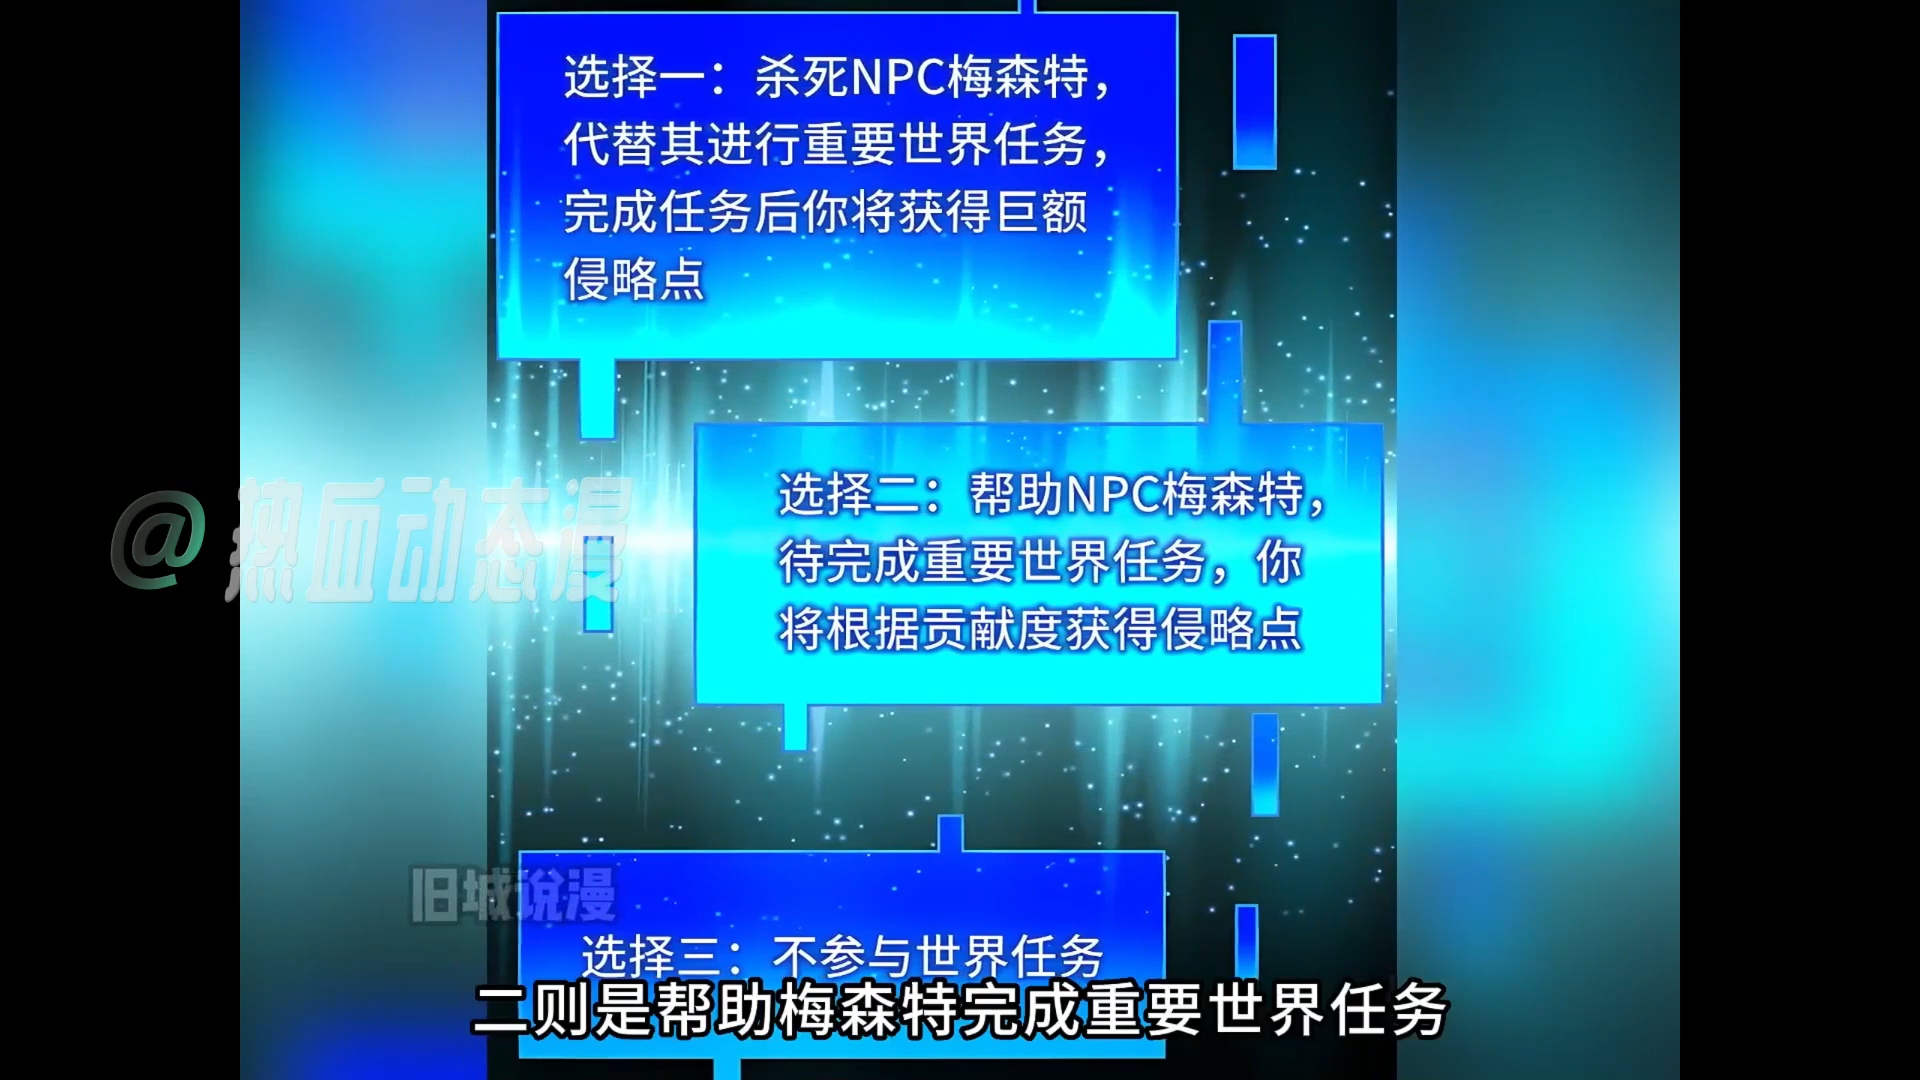 选择一：杀死NPC梅森特，
代替其进行重要世界任务，
完成任务后你将获得巨额
侵略点
选择二：帮助NPC梅森特，
待完成重要世界任务，你
将根据贡献度获得侵略点
@热血动态漫
旧城说漫
选择三：不参与世界任务
二则是帮助梅森特完成重要世界任务